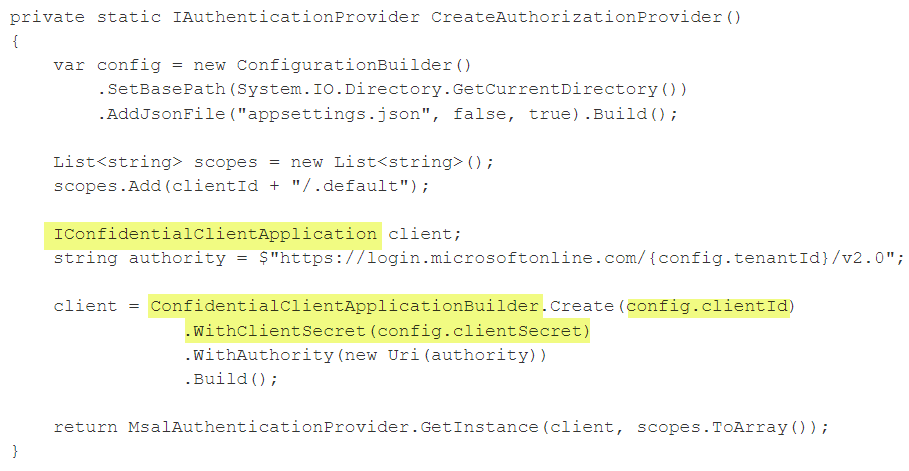 private static IAuthenticationProvider CreateAuthorizationProvider()
{
    var config = new ConfigurationBuilder()
        .SetBasePath(System.IO.Directory.GetCurrentDirectory())
        .AddJsonFile("appsettings.json", false, true).Build();
    List<string> scopes = new List<string>();
    scopes.Add(clientId + "/.default");
    IConfidentialClientApplication client;
    string authority = $"https://login.microsoftonline.com/{config.tenantId}/v2.0";
    client = ConfidentialClientApplicationBuilder.Create(config.clientId)
                .WithClientSecret(config.clientSecret)
                .WithAuthority(new Uri(authority))
                .Build();
    return MsalAuthenticationProvider.GetInstance(client, scopes.ToArray());
}